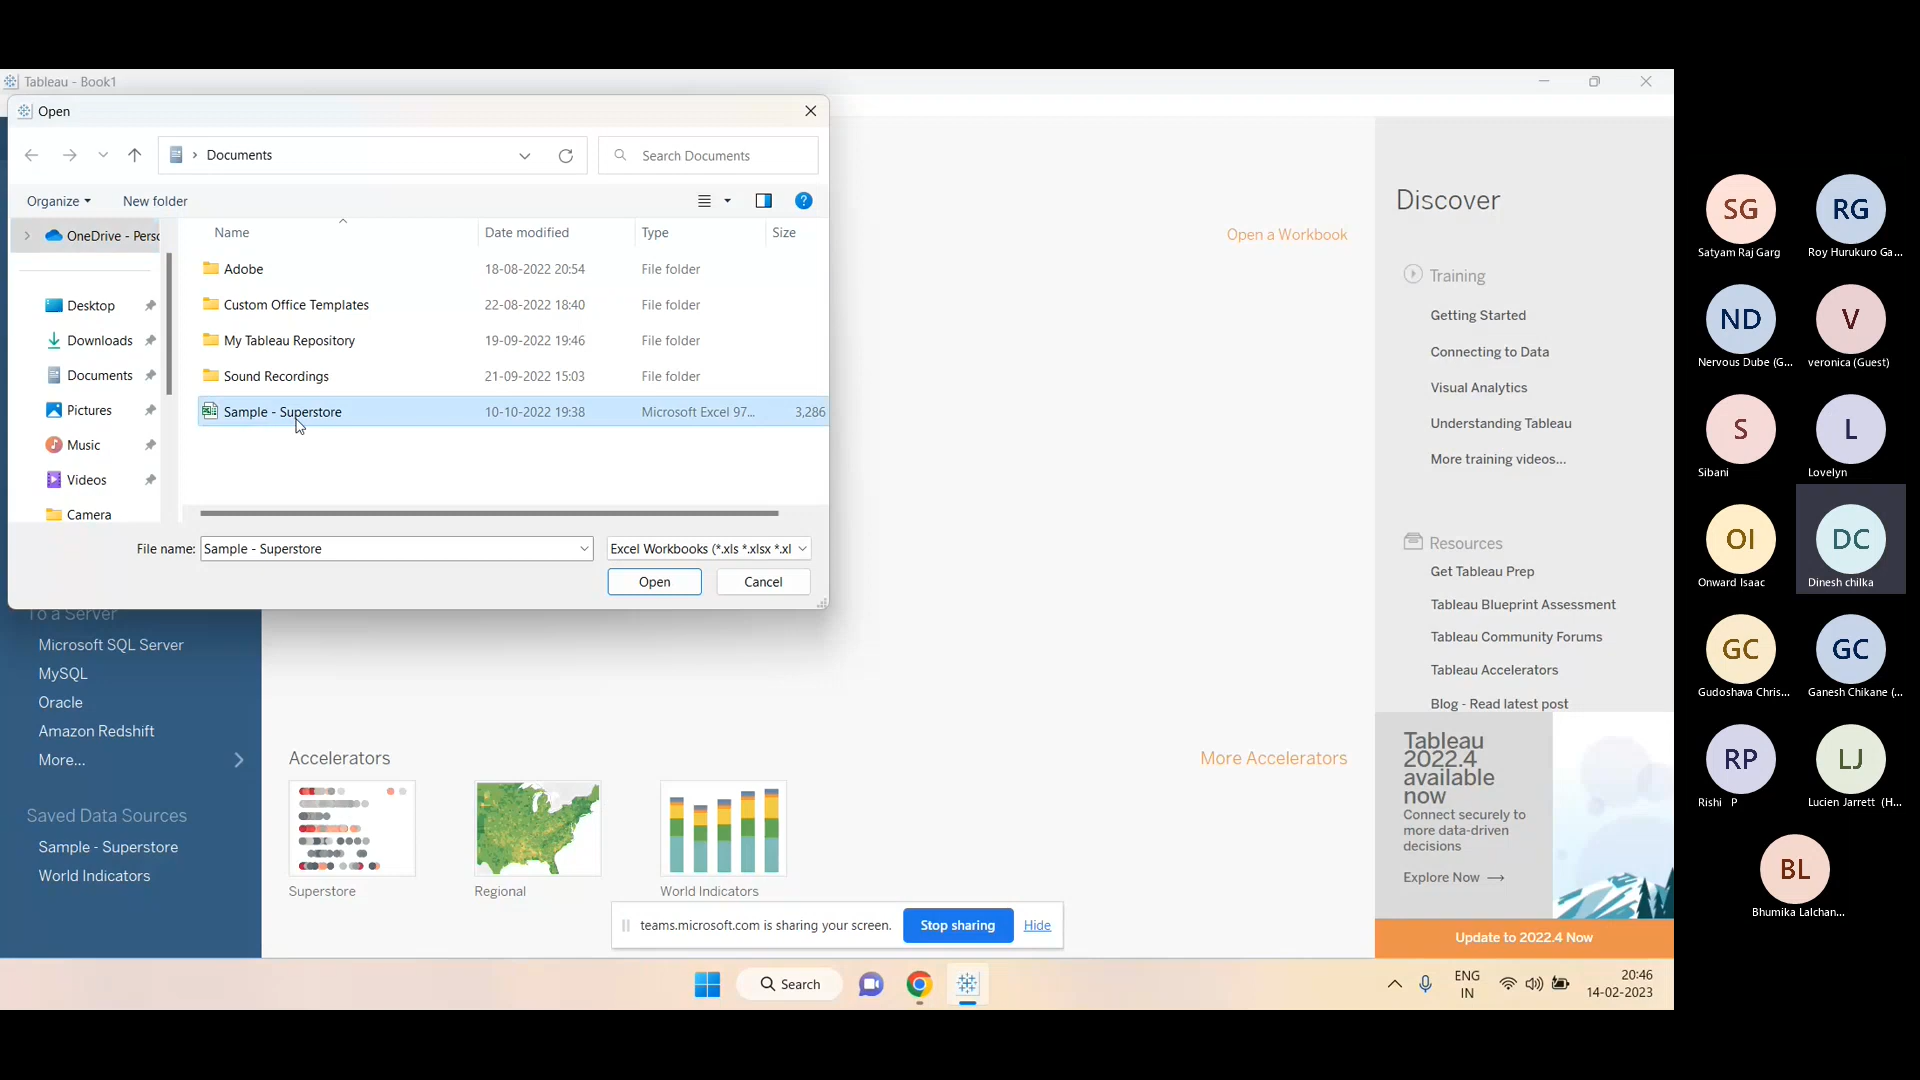 Tableau - Book1
Open
Documents
Search Documents
Organize
New folder
OneDrive - Perso
Name
Date modified
Type
Size
Adobe
18-08-2022 20:54
File folder
Custom Office Templates
22-08-2022 18:40
File folder
My Tableau Repository
19-09-2022 19:46
File folder
Sound Recordings
21-09-2022 15:03
File folder
Sample - Superstore
10-10-2022 19:38
Microsoft Excel 97...
3,286
Desktop
Downloads
Documents
Pictures
Music
Videos
Camera
File name:
Sample - Superstore
Excel Workbooks (*.xls *.xlsx *.xl
Open
Cancel
To a Server
Microsoft SQL Server
MySQL
Oracle
Amazon Redshift
More...
Saved Data Sources
Sample - Superstore
World Indicators
Open a Workbook
Accelerators
More Accelerators
Superstore
Regional
World Indicators
teams.microsoft.com is sharing your screen.
Stop sharing
Hide
Discover
Training
Getting Started
Connecting to Data
Visual Analytics
Understanding Tableau
More training videos...
Resources
Get Tableau Prep
Tableau Blueprint Assessment
Tableau Community Forums
Tableau Accelerators
Blog - Read latest post
Tableau
2022.4
available
now
Connect securely to
more data-driven
decisions
Explore Now
Update to 2022.4 Now
Search
ENG
IN
20:46
14-02-2023
SG
Satyam Raj Garg
RG
Roy Hurukuro Ga...
ND
Nervous Dube (G...
V
veronica (Guest)
S
Sibani
L
Lovelyn
OI
Onward Isaac
DC
Dinesh chilka
GC
Gudoshava Chris...
GC
Ganesh Chikane (...
RP
Rishi P
LJ
Lucien Jarrett (H...
BL
Bhumika Lalchan...